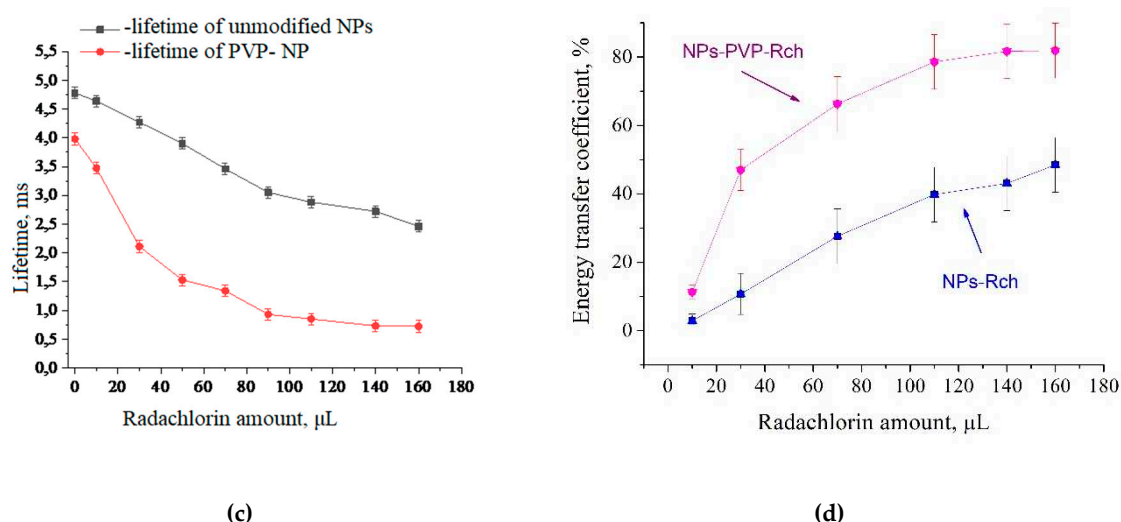 -lifetime of unmodified NPs
-lifetime of PVP- NP
5,5
5,0
4,5
4,0
3,5
3,0
2,5
2,0
1,5
1,0
0,5
0,0
Lifetime, ms
0 20 40 60 80 100 120 140 160 180
Radachlorin amount, μL
(c)
80
60
40
20
0
Energy transfer coefficient, %
NPs-PVP-Rch
NPs-Rch
0 20 40 60 80 100 120 140 160 180
Radachlorin amount, μL
(d)